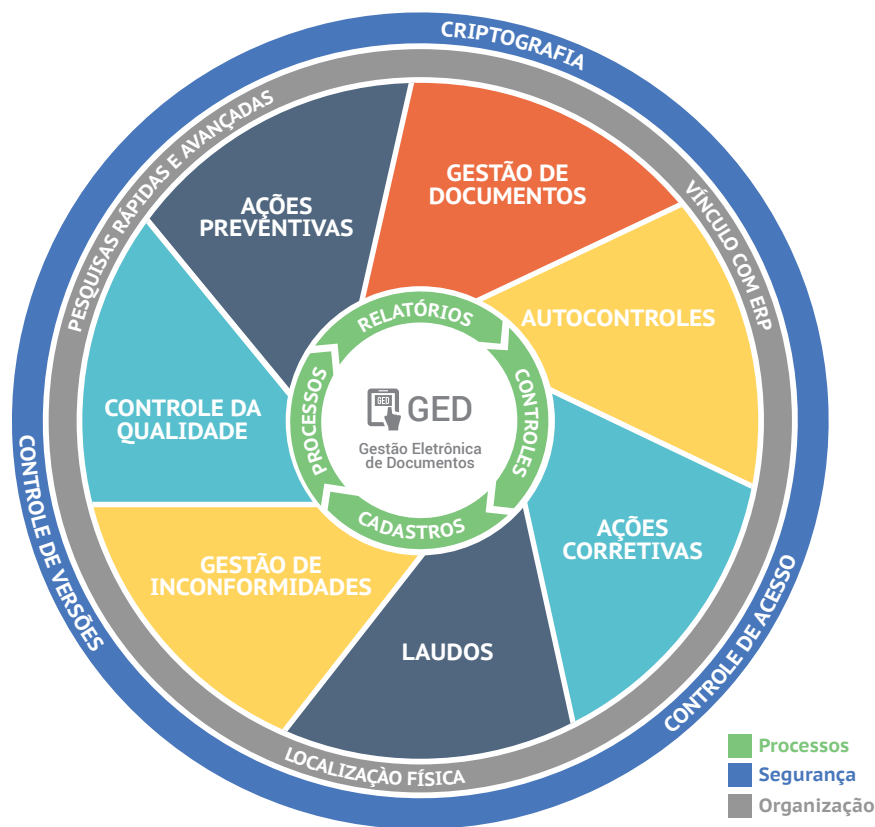 CRIPTOGRAFIA
PESQUISAS RÁPIDAS E AVANÇADAS
VÍNCULO COM ERP
GESTÃO DE
DOCUMENTOS
AÇÕES
PREVENTIVAS
AUTOCONTROLES
RELATÓRIOS
CONTROLES
PROCESSOS
CADASTROS
GED
GED
Gestão Eletrônica
de Documentos
CONTROLE DA
QUALIDADE
AÇÕES
CORRETIVAS
GESTÃO DE
INCONFORMIDADES
LAUDOS
CONTROLE DE VERSÕES
CONTROLE DE ACESSO
LOCALIZAÇÀO FÍSICA
Processos
Segurança
Organização